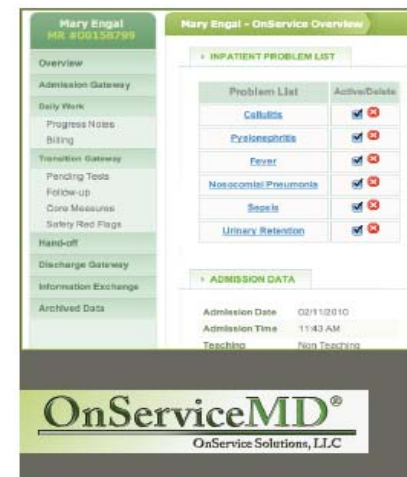 Mary Engal
MR #00158799
Overview
Admission Gateway
Daily Work
Progress Notes
Billing
Transition Gateway
Pending Tests
Follow-up
Core Measures
Safety Red Flags
Hand-off
Discharge Gateway
Information Exchange
Archived Data
Mary Engal - OnService Overview
INPATIENT PROBLEM LIST
Problem List Active/Delete
Cellulitis
Pyelonephritis
Fever
Nosocomial Pneumonia
Sepsis
Urinary Retention
ADMISSION DATA
Admission Date 02/11/2010
Admission Time 11:43 AM
Teaching Non Teaching
OnServiceMD®
OnService Solutions, LLC